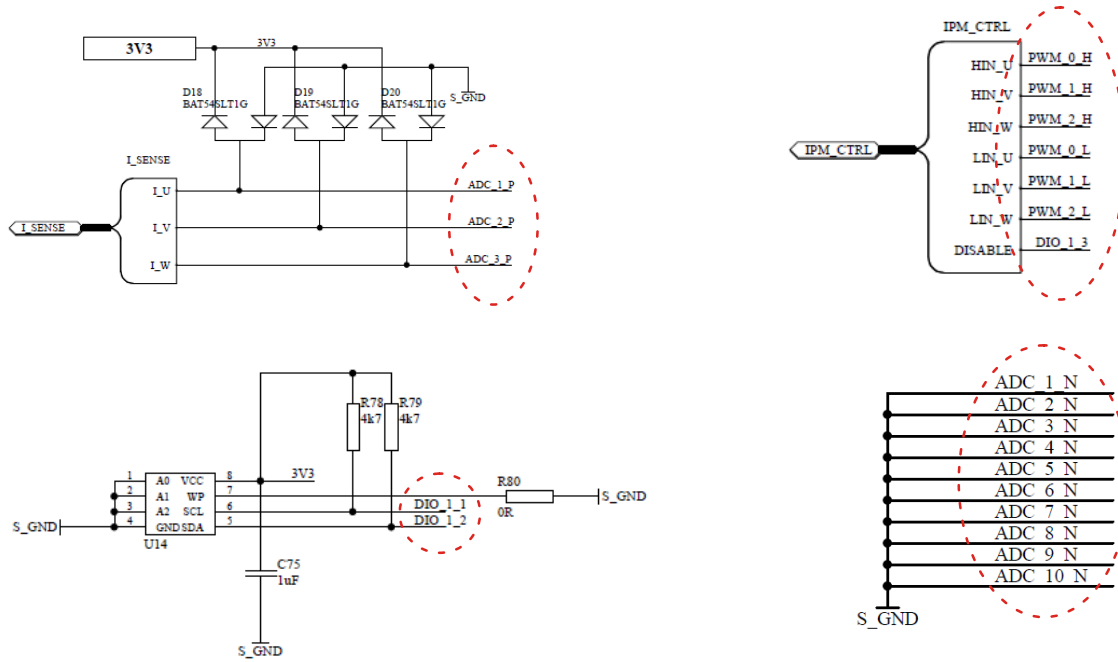 3V3
3V3
D18
BAT54SLT1G
D19
BAT54SLT1G
D20
BAT54SLT1G
S_GND
I_SENSE
I_SENSE
I_U
ADC_1_P
I_V
ADC_2_P
I_W
ADC_3_P
IPM_CTRL
IPM_CTRL
HIN_U
PWM_0_H
HIN_V
PWM_1_H
HIN_W
PWM_2_H
LIN_U
PWM_0_L
LIN_V
PWM_1_L
LIN_W
PWM_2_L
DISABLE
DIO_1_3
R78
4k7
R79
4k7
1 A0 VCC 8
3V3
2 A1 WP 7
3 A2 SCL 6
DIO_1_1
4 GND SDA 5
DIO_1_2
S_GND
U14
R80
0R
S_GND
C75
1uF
S_GND
ADC_1_N
ADC_2_N
ADC_3_N
ADC_4_N
ADC_5_N
ADC_6_N
ADC_7_N
ADC_8_N
ADC_9_N
ADC_10_N
S_GND